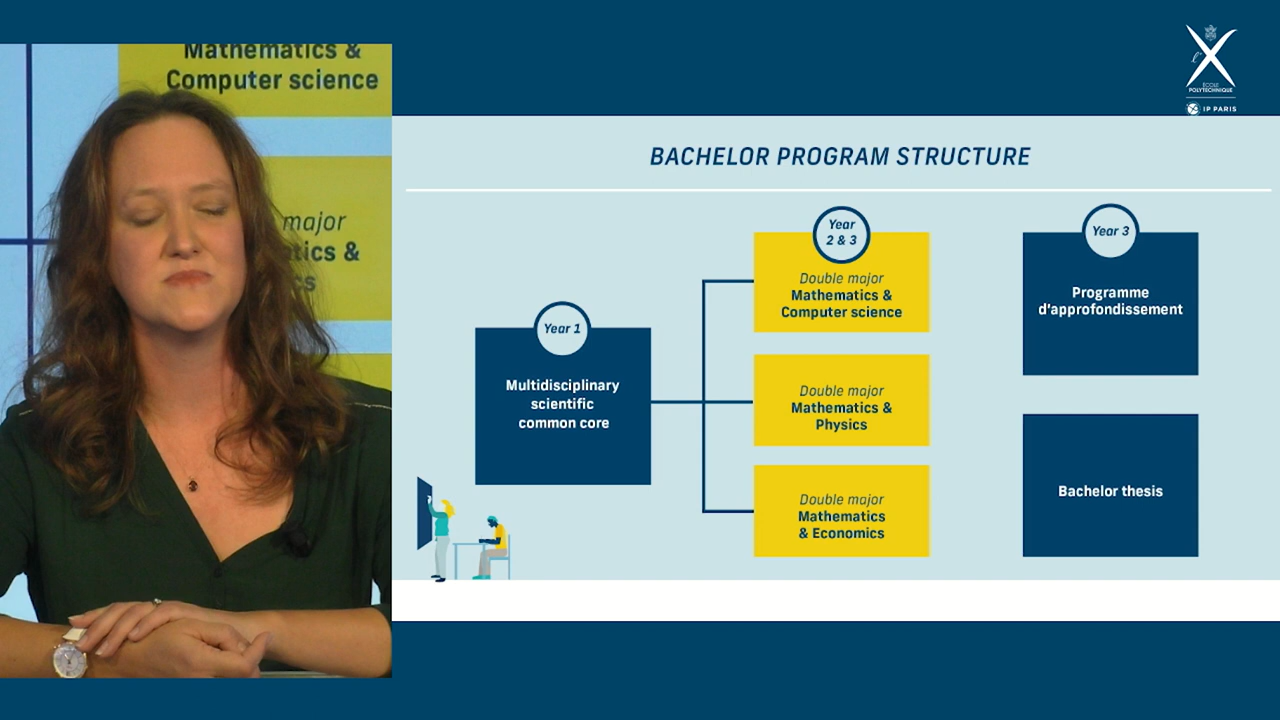 Mathematics &
Computer science
major
tics &
cs
l'X
ÉCOLE
POLYTECHNIQUE
IP PARIS
BACHELOR PROGRAM STRUCTURE
Year 1
Multidisciplinary
scientific
common core
Year
2 & 3
Double major
Mathematics &
Computer science
Double major
Mathematics &
Physics
Double major
Mathematics
& Economics
Year 3
Programme
d'approfondissement
Bachelor thesis